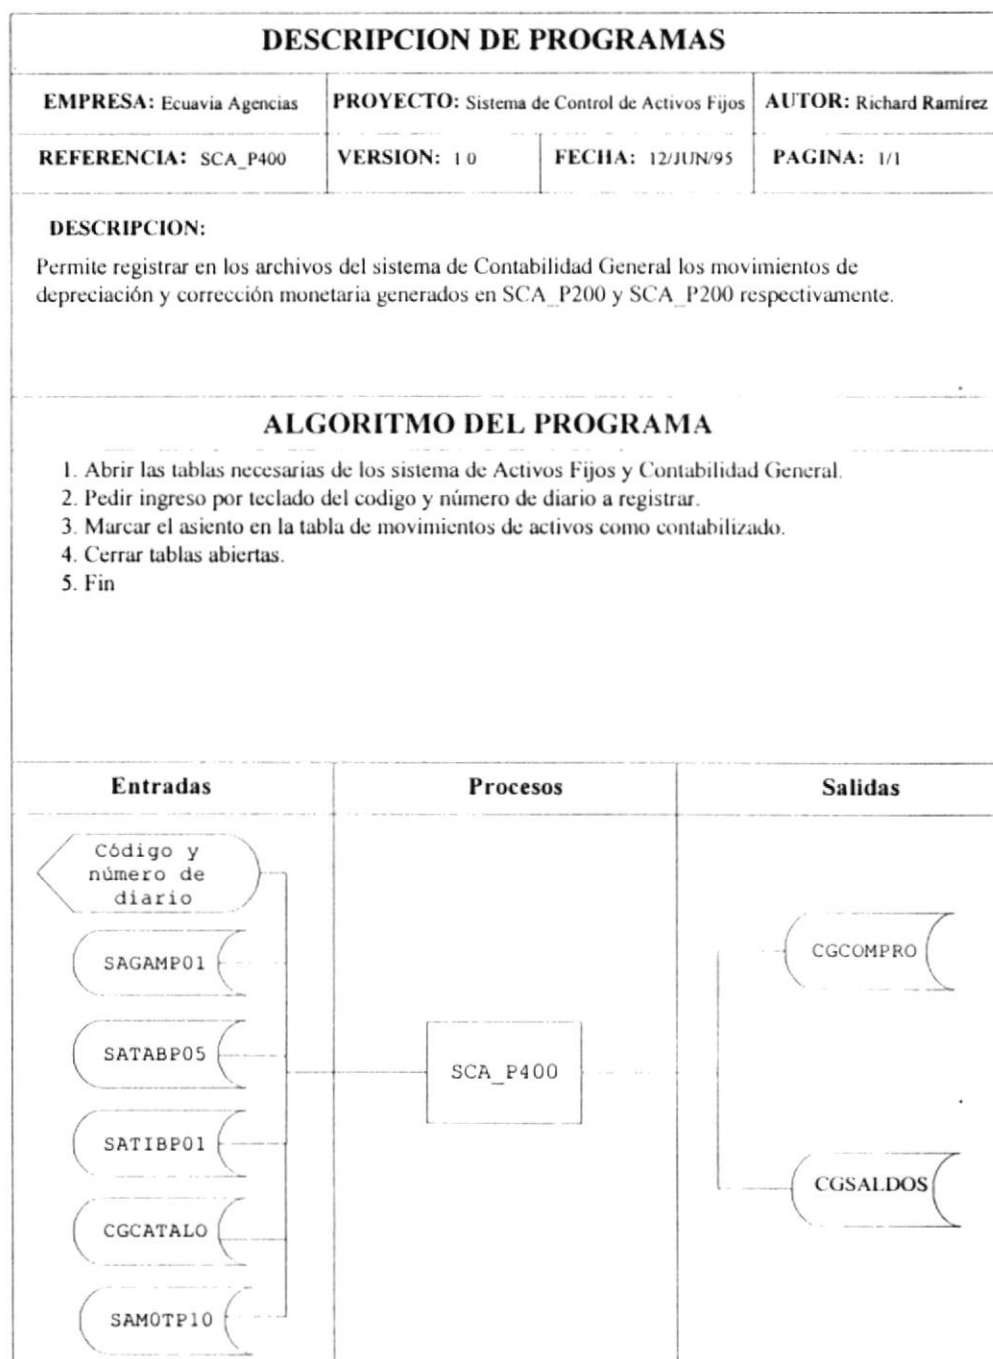 DESCRIPCION DE PROGRAMAS
EMPRESA: Ecuavia Agencias
PROYECTO: Sistema de Control de Activos Fijos
AUTOR: Richard Ramírez
REFERENCIA: SCA_P400
VERSION: 1 0
FECHA: 12/JUN/95
PAGINA: 1/1
DESCRIPCION:
Permite registrar en los archivos del sistema de Contabilidad General los movimientos de
depreciación y corrección monetaria generados en SCA_P200 y SCA_P200 respectivamente.
ALGORITMO DEL PROGRAMA
1. Abrir las tablas necesarias de los sistema de Activos Fijos y Contabilidad General.
2. Pedir ingreso por teclado del codigo y número de diario a registrar.
3. Marcar el asiento en la tabla de movimientos de activos como contabilizado.
4. Cerrar tablas abiertas.
5. Fin
Entradas
Procesos
Salidas
Código y
número de
diario
SAGAMP01
SATABP05
SATIBP01
CGCATALO
SAMOTP10
SCA_P400
CGCOMPRO
CGSALDOS